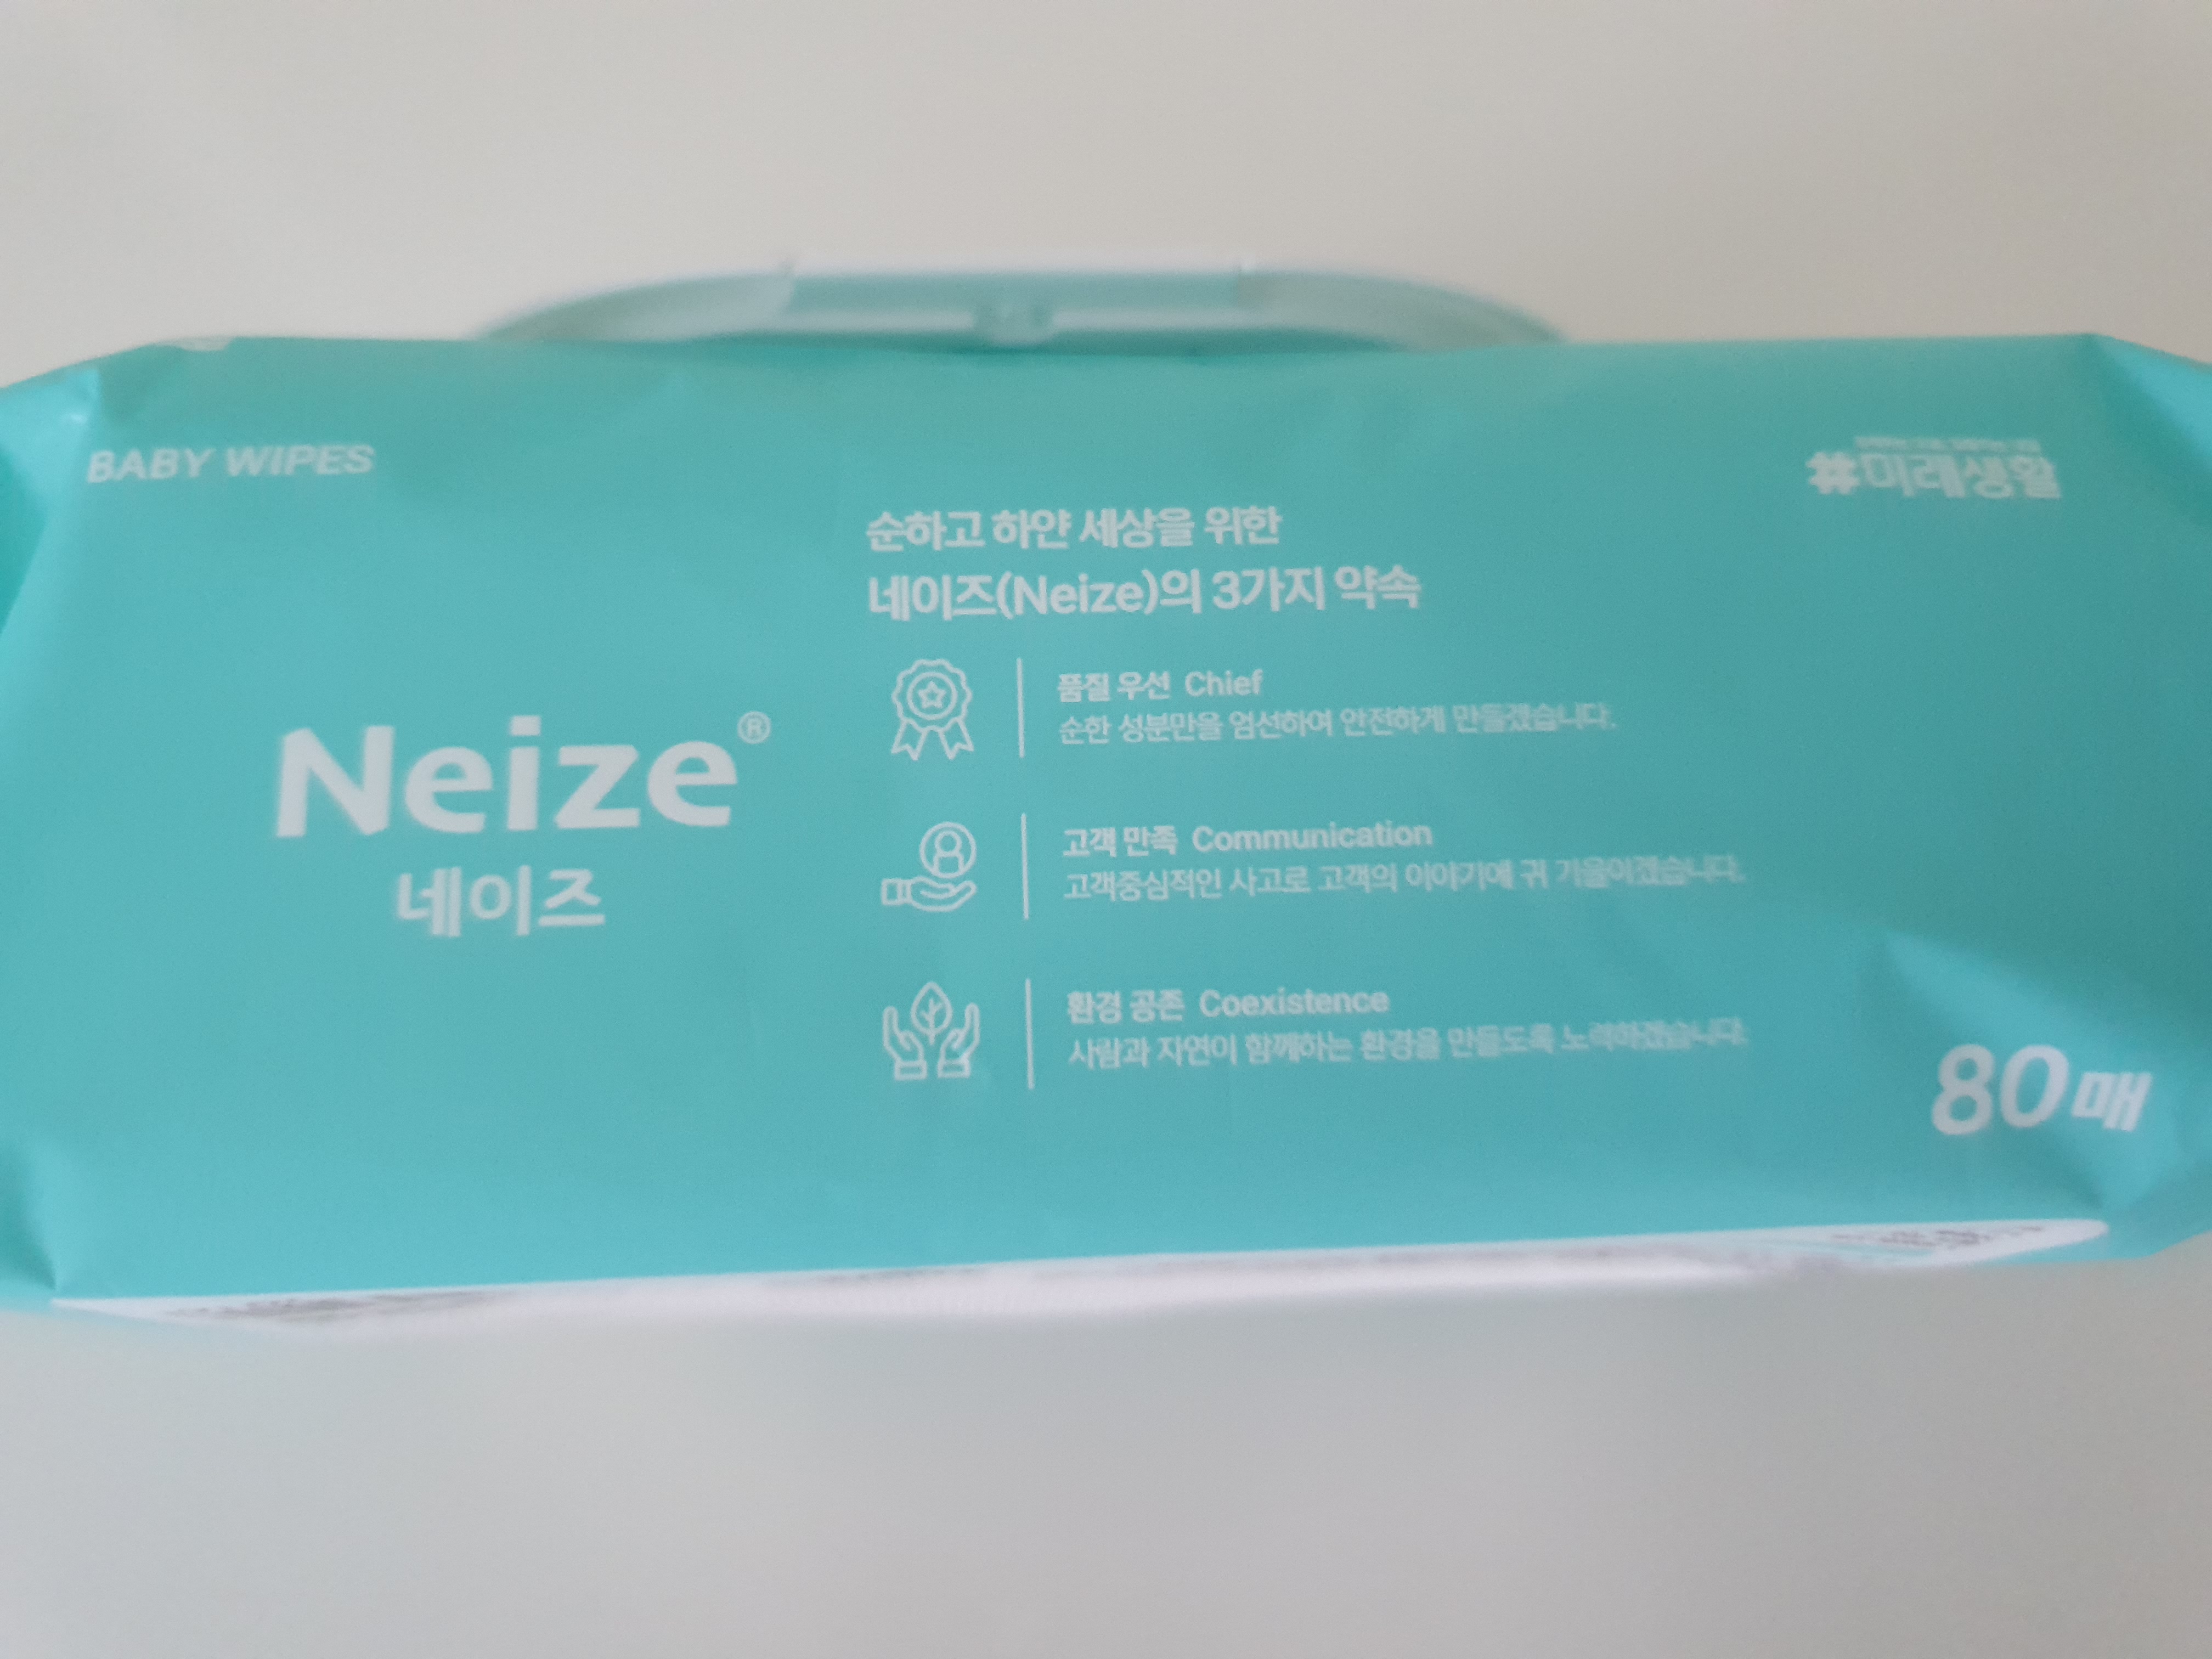 BABY WIPES
#미래생활
순하고 하얀 세상을 위한
네이즈(Neize)의 3가지 약속
Neize®
네이즈
품질 우선 Chief
순한 성분만을 엄선하여 안전하게 만들겠습니다.
고객 만족 Communication
고객중심적인 사고로 고객의 이야기에 귀 기울이겠습니다.
환경 공존 Coexistence
사람과 자연이 함께하는 환경을 만들도록 노력하겠습니다.
80매